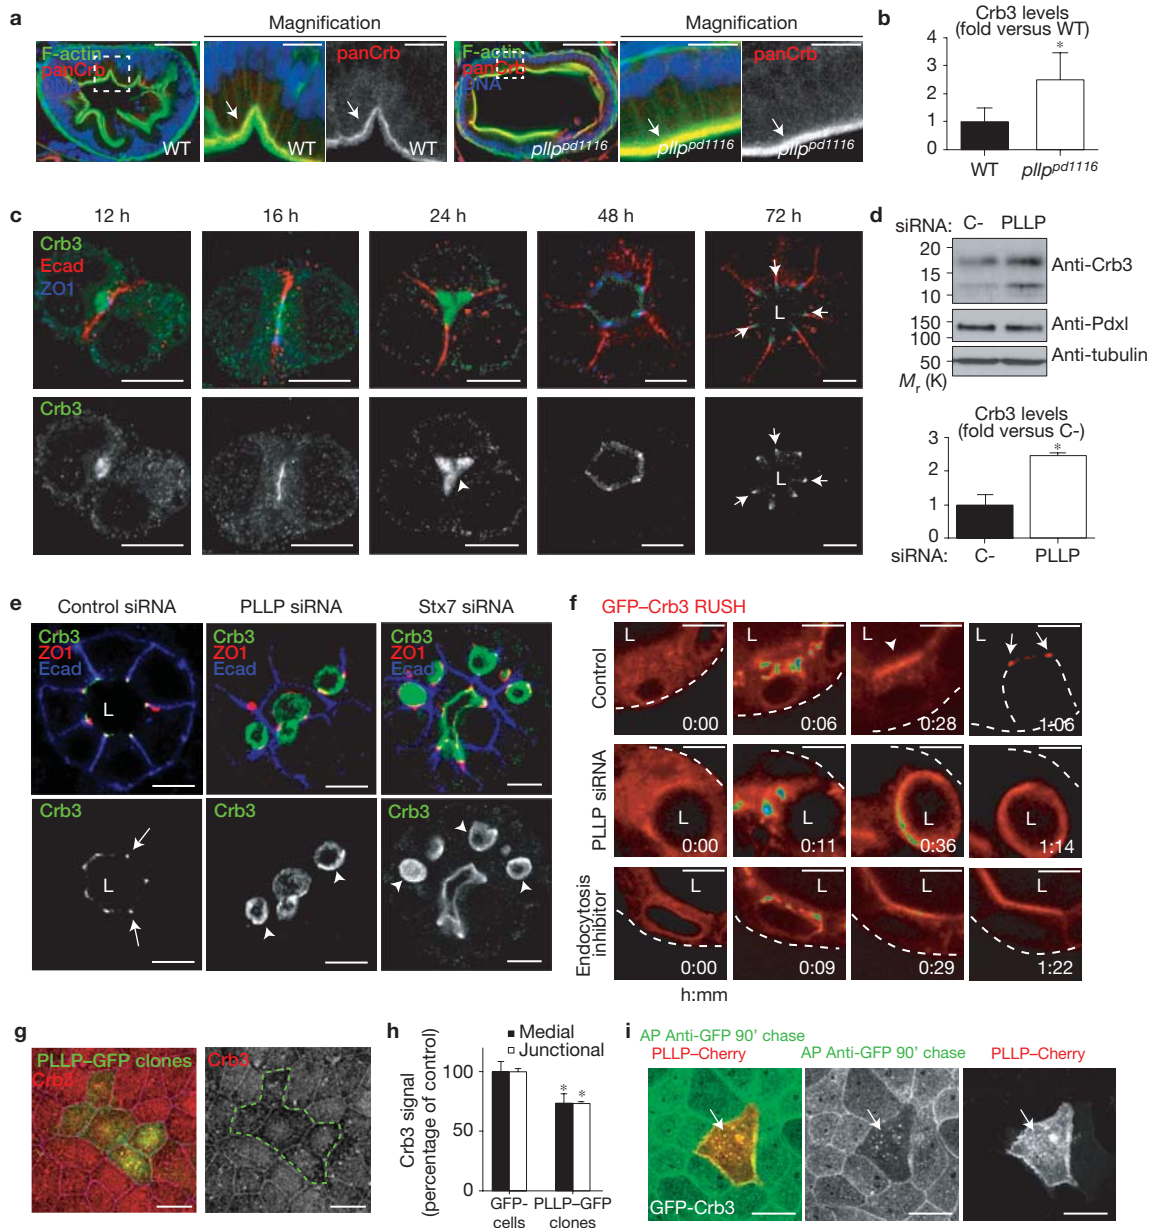 a
Magnification
Magnification
F-actin
panCrb
DNA
WT
WT
panCrb
WT
F-actin
panCrb
DNA
pllppd1116
pllppd1116
panCrb
pllppd1116
b
Crb3 levels
(fold versus WT)
4
3
2
1
0
*
WT
pllppd1116
c
12 h
16 h
24 h
48 h
72 h
Crb3
Ecad
ZO1
L
Crb3
L
d
siRNA: C- PLLP
20
15
10
Anti-Crb3
150
100
Anti-Pdxl
50
Anti-tubulin
Mr (K)
Crb3 levels
(fold versus C-)
3
2
1
0
*
siRNA: C- PLLP
e
Control siRNA
PLLP siRNA
Stx7 siRNA
Crb3
ZO1
Ecad
L
Crb3
ZO1
Ecad
Crb3
ZO1
Ecad
Crb3
L
Crb3
Crb3
f
GFP–Crb3 RUSH
Control
L
0:00
L
0:06
L
0:28
L
1:06
PLLP siRNA
L
0:00
L
0:11
L
0:36
L
1:14
Endocytosis
inhibitor
L
0:00
L
0:09
L
0:29
L
1:22
h:mm
g
PLLP–GFP clones
Crb3
Crb3
h
Medial
Junctional
Crb3 signal
(percentage of control)
100
50
0
* *
GFP-
cells
PLLP–GFP
clones
i
AP Anti-GFP 90' chase
PLLP–Cherry
AP Anti-GFP 90' chase
PLLP–Cherry
GFP-Crb3